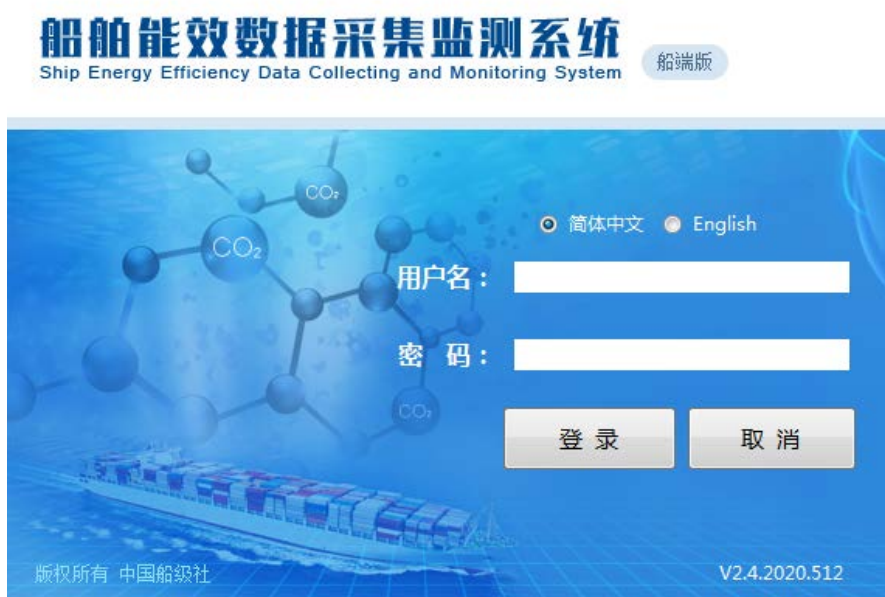 船舶能效数据采集监测系统
Ship Energy Efficiency Data Collecting and Monitoring System
船端版
CO₂
CO₂
简体中文 English
用户名：
密 码：
CO₂
登 录 取 消
版权所有 中国船级社 V2.4.2020.512